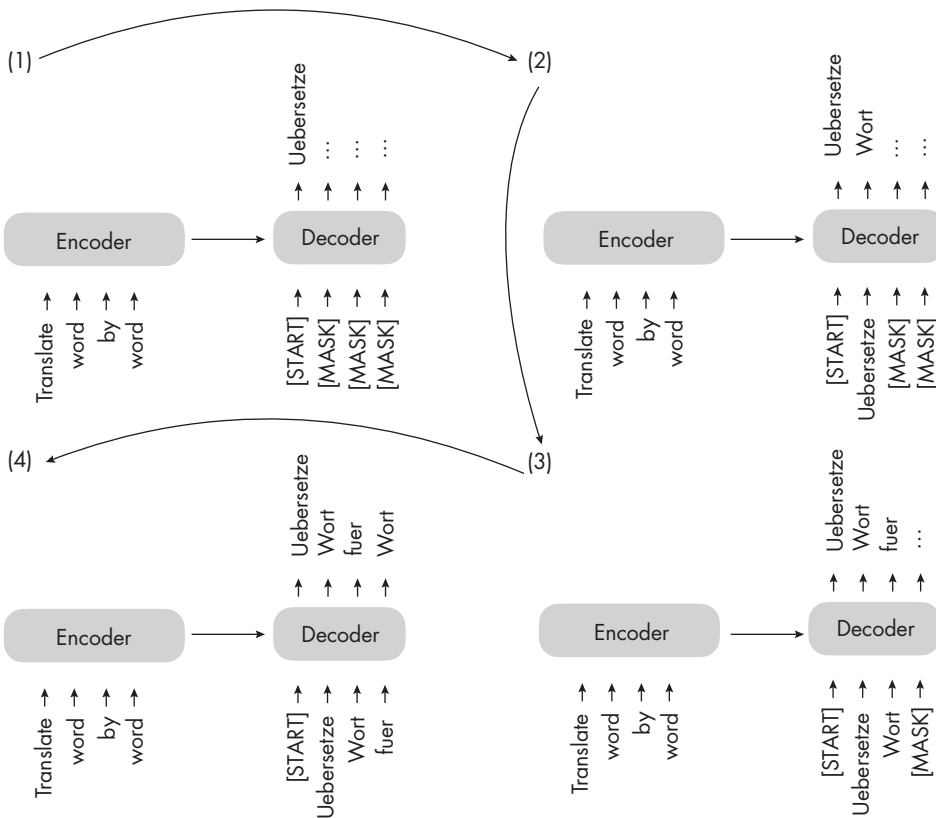 (1)
Uebersetze
...
...
...
Encoder
Decoder
Translate
word
by
word
[START]
[MASK]
[MASK]
[MASK]
(2)
Uebersetze
Wort
...
...
Encoder
Decoder
Translate
word
by
word
[START]
Uebersetze
[MASK]
[MASK]
(3)
Uebersetze
Wort
fuer
...
Encoder
Decoder
Translate
word
by
word
[START]
Uebersetze
Wort
[MASK]
(4)
Uebersetze
Wort
fuer
Wort
Encoder
Decoder
Translate
word
by
word
[START]
Uebersetze
Wort
fuer